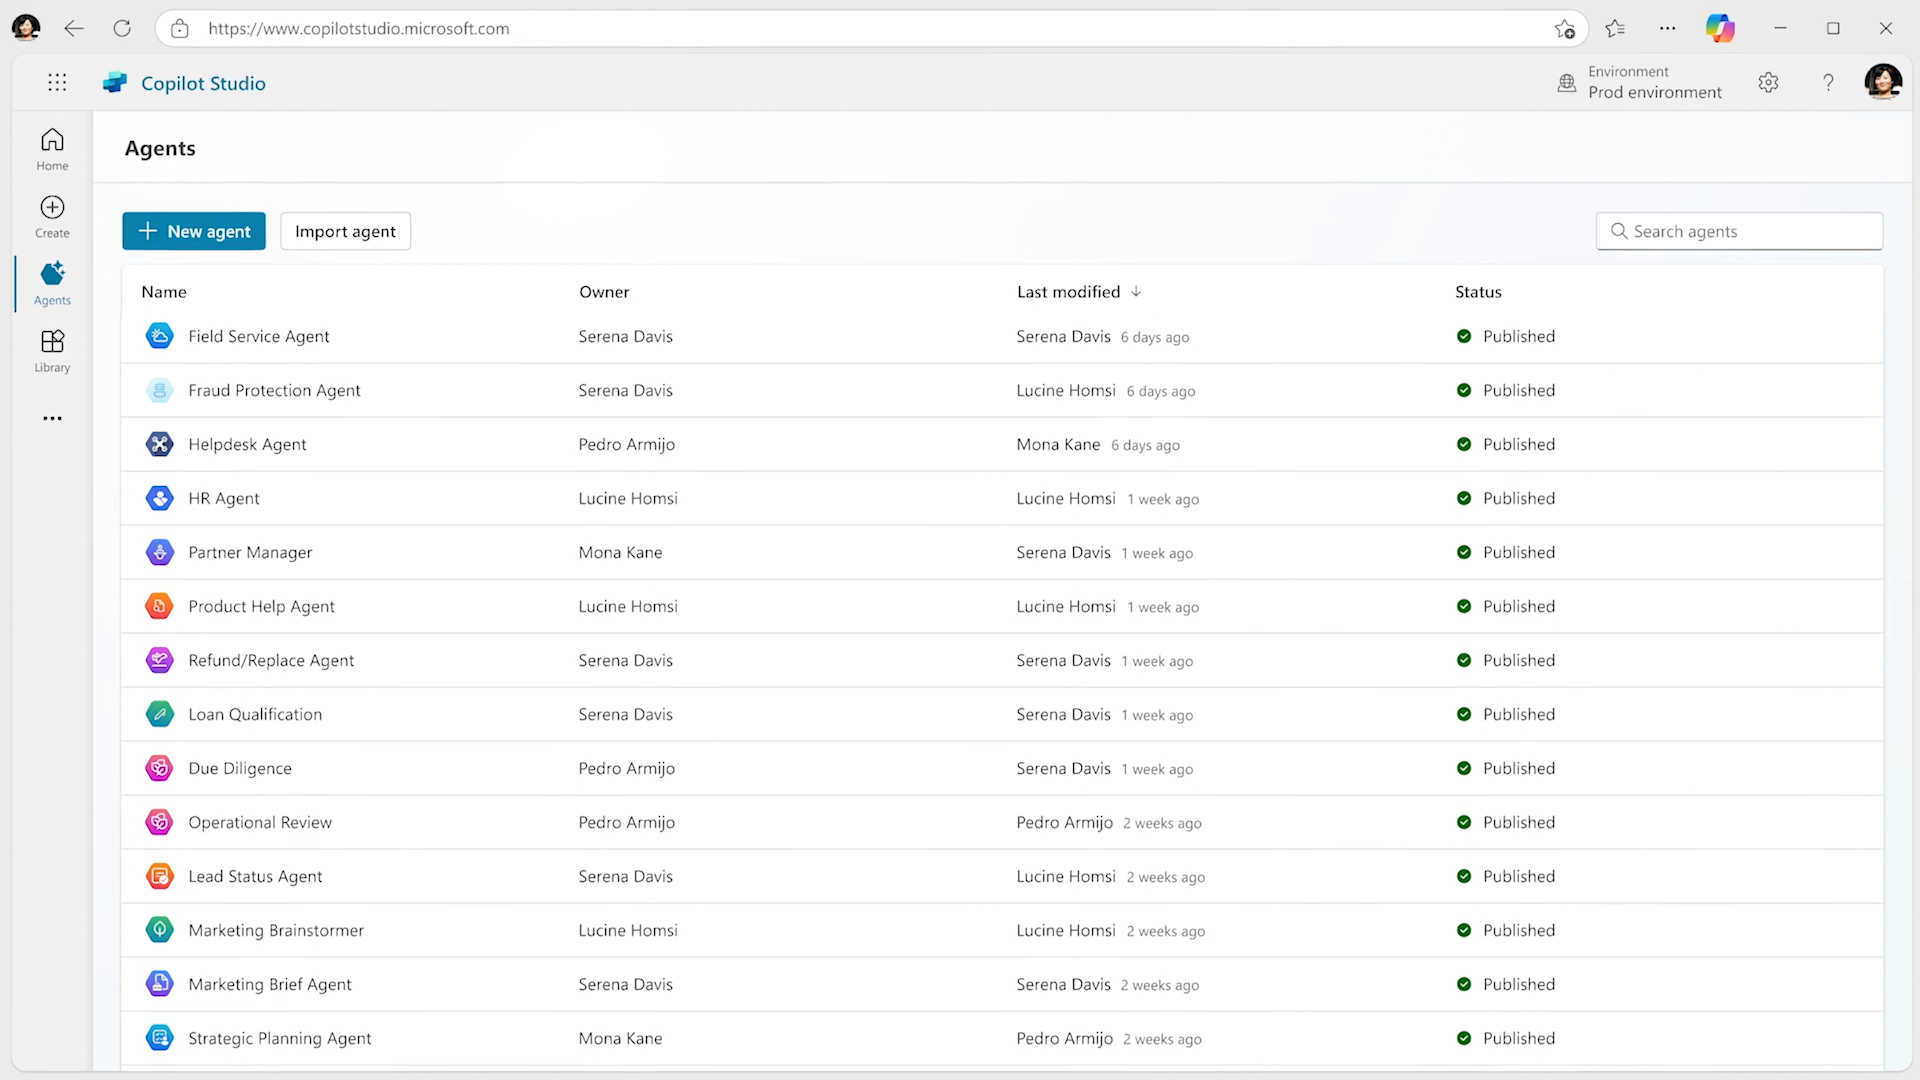 https://www.copilotstudio.microsoft.com
Copilot Studio
Environment
Prod environment
Home
Create
Agents
Library
Agents
New agent
Import agent
Search agents
Name Owner Last modified Status
Field Service Agent Serena Davis Serena Davis 6 days ago Published
Fraud Protection Agent Serena Davis Lucine Homsi 6 days ago Published
Helpdesk Agent Pedro Armijo Mona Kane 6 days ago Published
HR Agent Lucine Homsi Lucine Homsi 1 week ago Published
Partner Manager Mona Kane Serena Davis 1 week ago Published
Product Help Agent Lucine Homsi Lucine Homsi 1 week ago Published
Refund/Replace Agent Serena Davis Serena Davis 1 week ago Published
Loan Qualification Serena Davis Serena Davis 1 week ago Published
Due Diligence Pedro Armijo Serena Davis 1 week ago Published
Operational Review Pedro Armijo Pedro Armijo 2 weeks ago Published
Lead Status Agent Serena Davis Lucine Homsi 2 weeks ago Published
Marketing Brainstormer Lucine Homsi Lucine Homsi 2 weeks ago Published
Marketing Brief Agent Serena Davis Serena Davis 2 weeks ago Published
Strategic Planning Agent Mona Kane Pedro Armijo 2 weeks ago Published